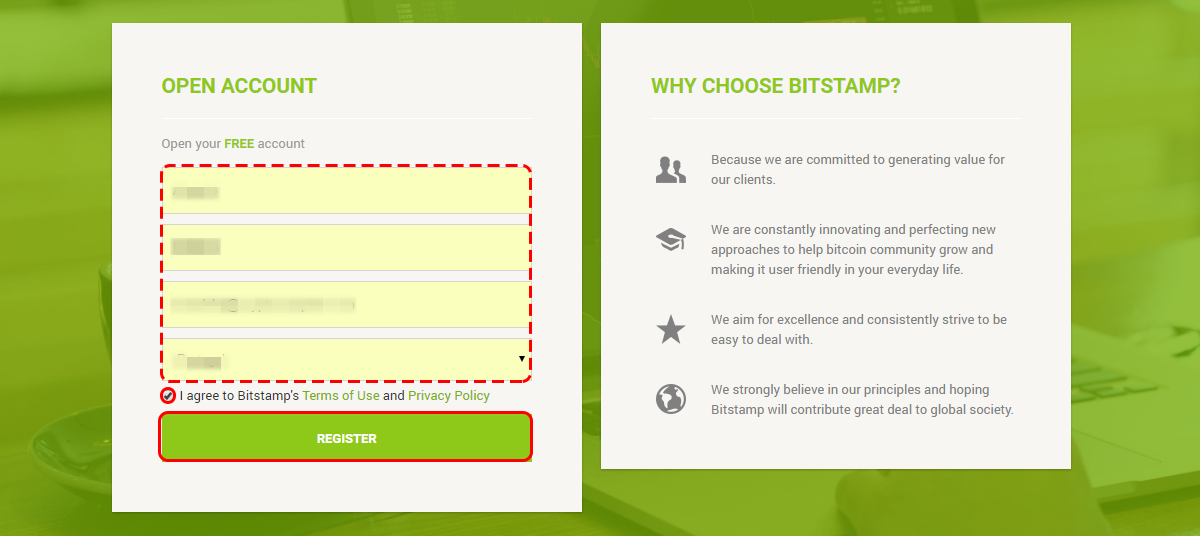 OPEN ACCOUNT
Open your FREE account
I agree to Bitstamp's Terms of Use and Privacy Policy
REGISTER
WHY CHOOSE BITSTAMP?
Because we are committed to generating value for
our clients.
We are constantly innovating and perfecting new
approaches to help bitcoin community grow and
making it user friendly in your everyday life.
We aim for excellence and consistently strive to be
easy to deal with.
We strongly believe in our principles and hoping
Bitstamp will contribute great deal to global society.